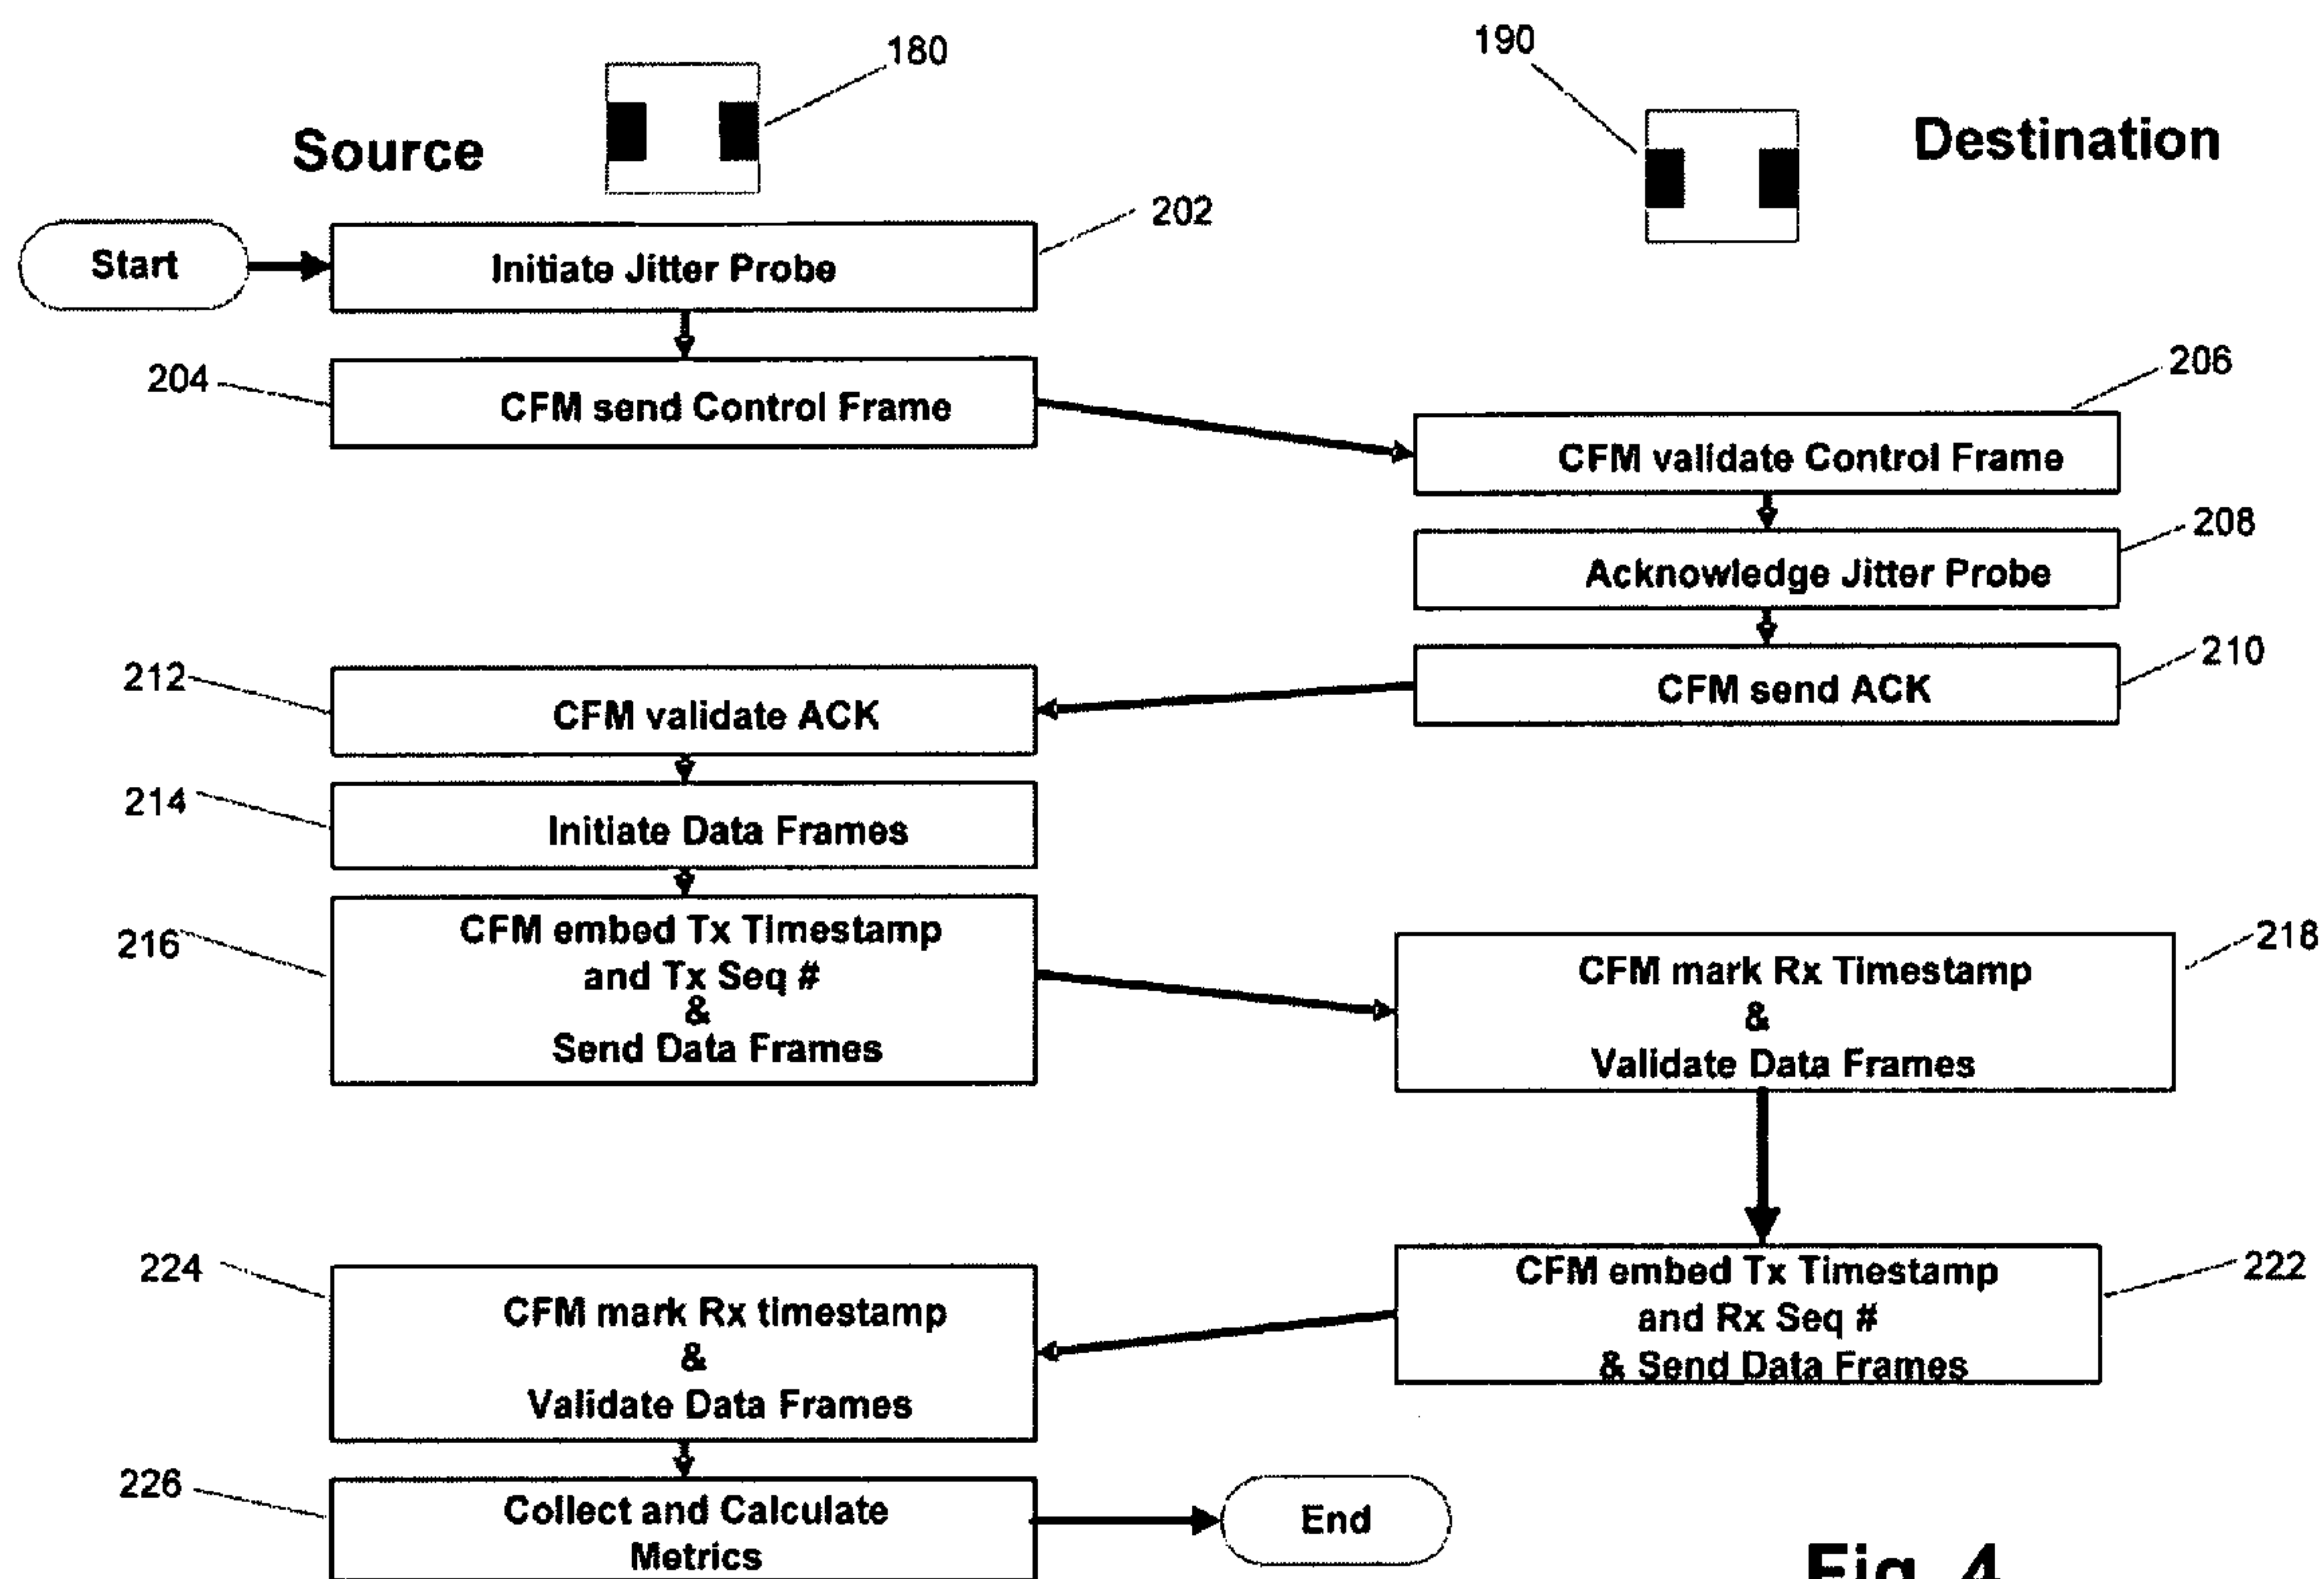 180
190
Source
Destination
202
Start
Initiate Jitter Probe
204
CFM send Control Frame
206
CFM validate Control Frame
208
Acknowledge Jitter Probe
210
CFM send ACK
212
CFM validate ACK
214
Initiate Data Frames
216
CFM embed Tx Timestamp
and Tx Seq #
&
Send Data Frames
218
CFM mark Rx Timestamp
&
Validate Data Frames
222
CFM embed Tx Timestamp
and Rx Seq #
& Send Data Frames
224
CFM mark Rx timestamp
&
Validate Data Frames
226
Collect and Calculate
Metrics
End
Fig. 4